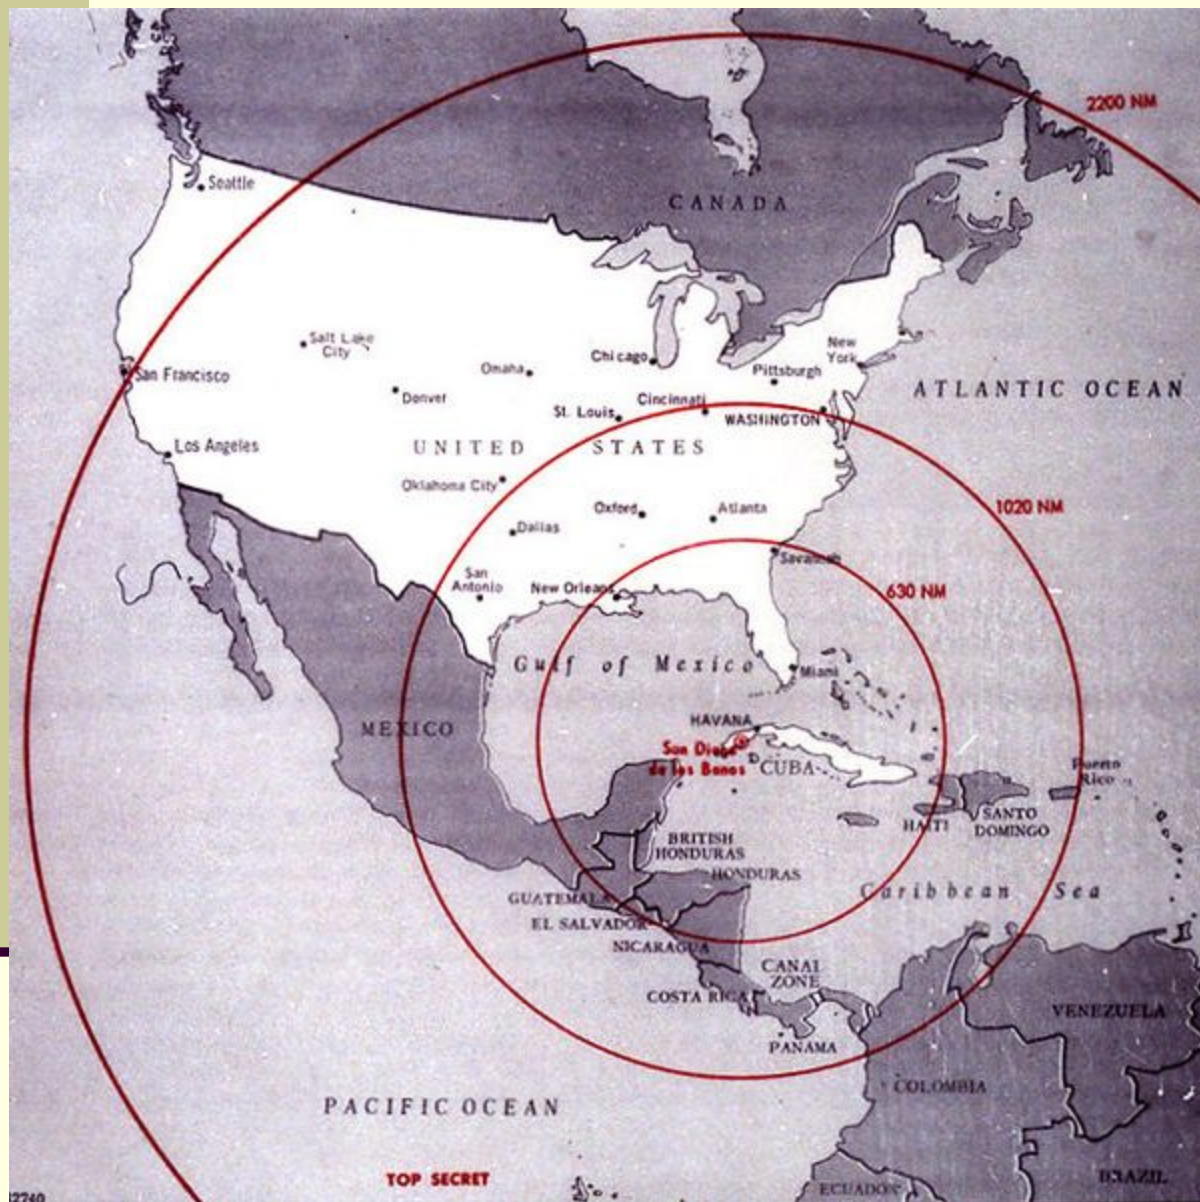 2200 NM
Seattle
CANADA
Salt Lake
City
New
York
Chicago
San Francisco
Omaha
Pittsburgh
ATLANTIC OCEAN
Denver
Cincinnati
St. Louis
WASHINGTON
UNITED STATES
Los Angeles
Oklahoma City
1020 NM
Oxford
Atlanta
Dallas
Savannah
San
Antonio
New Orleans
630 NM
Gulf of Mexico
Miami
HAVANA
MEXICO
San Diego
de los Banos
CUBA
Puerto
Rico
HAITI
SANTO
DOMINGO
BRITISH
HONDURAS
HONDURAS
GUATEMALA
Caribbean Sea
EL SALVADOR
NICARAGUA
CANAL
ZONE
COSTA RICA
VENEZUELA
PANAMA
COLOMBIA
PACIFIC OCEAN
TOP SECRET
BRAZIL
ECUADOR